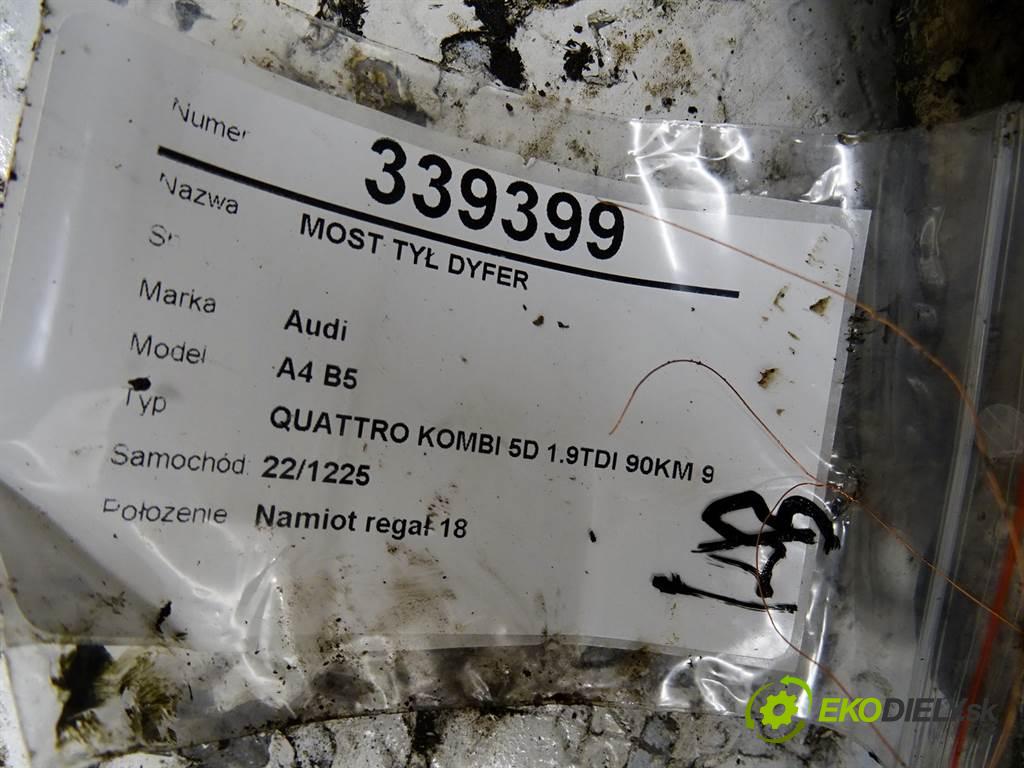 Numer 339399
Nazwa MOST TYŁ DYFER
Marka Audi
Model A4 B5
Typ QUATTRO KOMBI 5D 1.9TDI 90KM 9
Samochód: 22/1225
Położenie Namiot regał 18
EKODIELY.sk